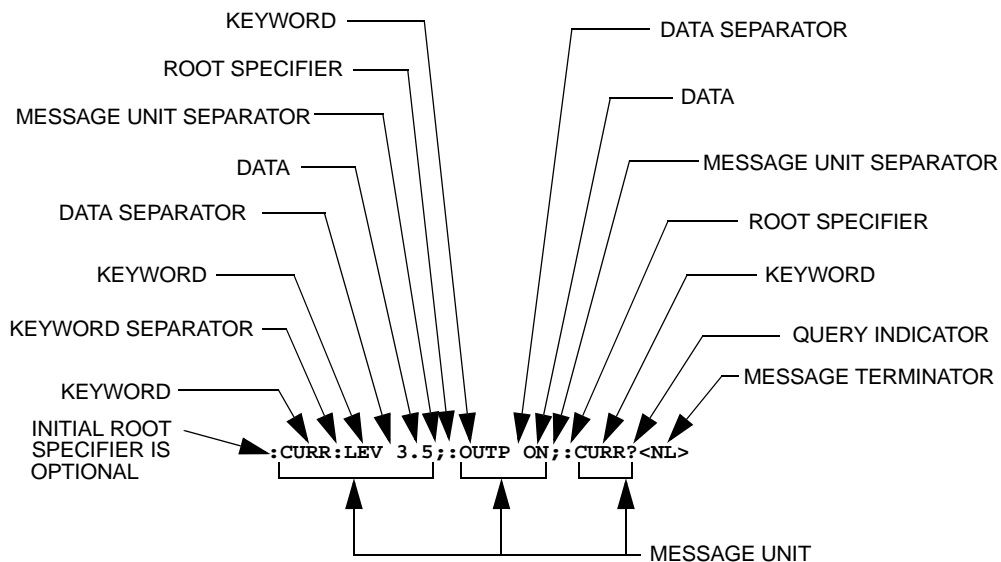 KEYWORD
DATA SEPARATOR
ROOT SPECIFIER
DATA
MESSAGE UNIT SEPARATOR
DATA
MESSAGE UNIT SEPARATOR
DATA SEPARATOR
ROOT SPECIFIER
KEYWORD
KEYWORD
KEYWORD SEPARATOR
QUERY INDICATOR
KEYWORD
MESSAGE TERMINATOR
INITIAL ROOT
SPECIFIER IS
OPTIONAL
:CURR:LEV 3.5;:OUTP ON;:CURR?<NL>
MESSAGE UNIT